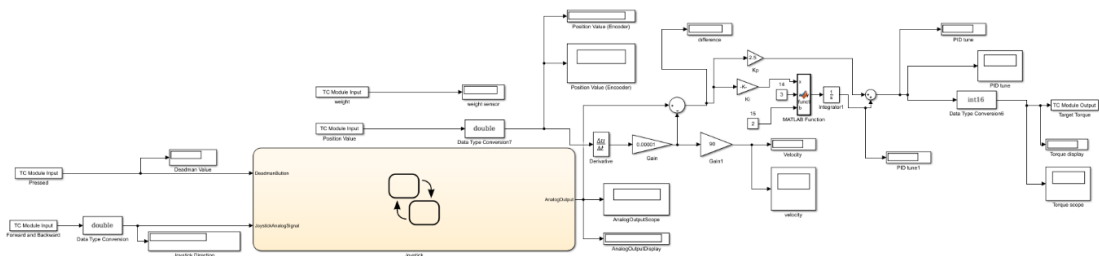 Position Value (Encoder)
Position Value (Encoder)
difference
PID tune
PID tune
2.5
Kp
-K-
Ki
14
3
15
2
MATLAB Function
Integrator1
int16
Data Type Conversion6
TC Module Output
Target Torque
Torque display
Torque scope
PID tune1
TC Module Input
weight
weight sensor
TC Module Input
Position Value
double
Data Type Conversion7
Derivative
0.00001
Gain
Gain1
Velocity
velocity
TC Module Input
Pressed
Deadman Value
DeadmanButton
TC Module Input
Forward and Backward
double
Data Type Conversion
JoystickAnalogSignal
AnalogOutput
AnalogOutputScope
AnalogOutputDisplay